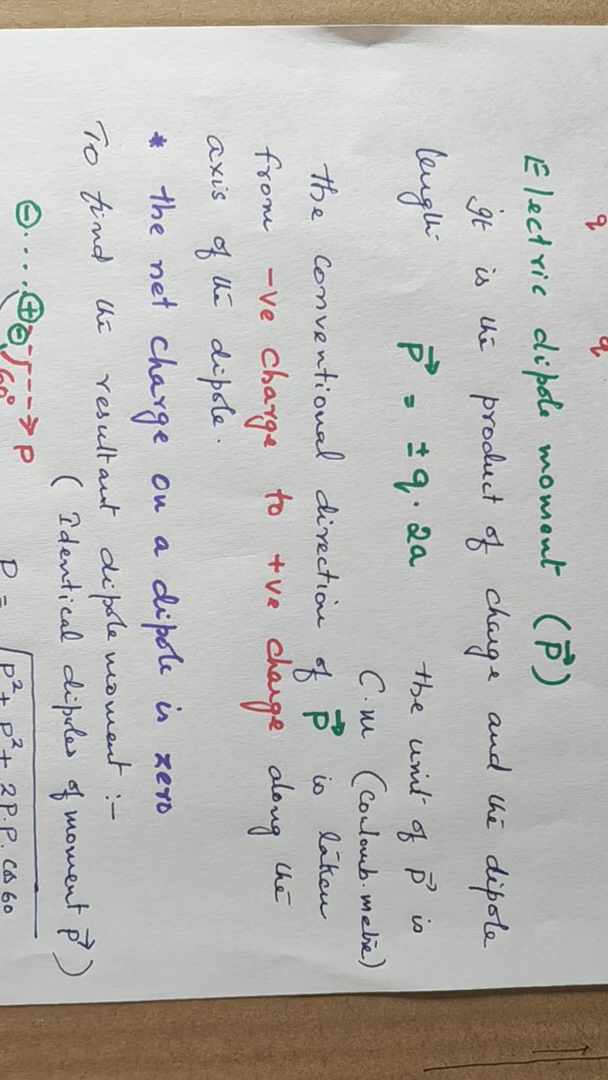 q q
Electric dipole moment (p⃗)
It is the product of charge and the dipole
length.
p⃗ = ± q · 2a
the unit of p⃗ is
C.m (Coulomb.metre)
the conventional direction of p⃗ is taken
from -ve charge to +ve charge along the
axis of the dipole.
* the net charge on a dipole is zero
To find the resultant dipole moment :-
(Identical dipoles of moment p⃗)
⊖ .... ⊕ ⊖ ---> P
60°
P = √P² + P² + 2P.P. cos 60